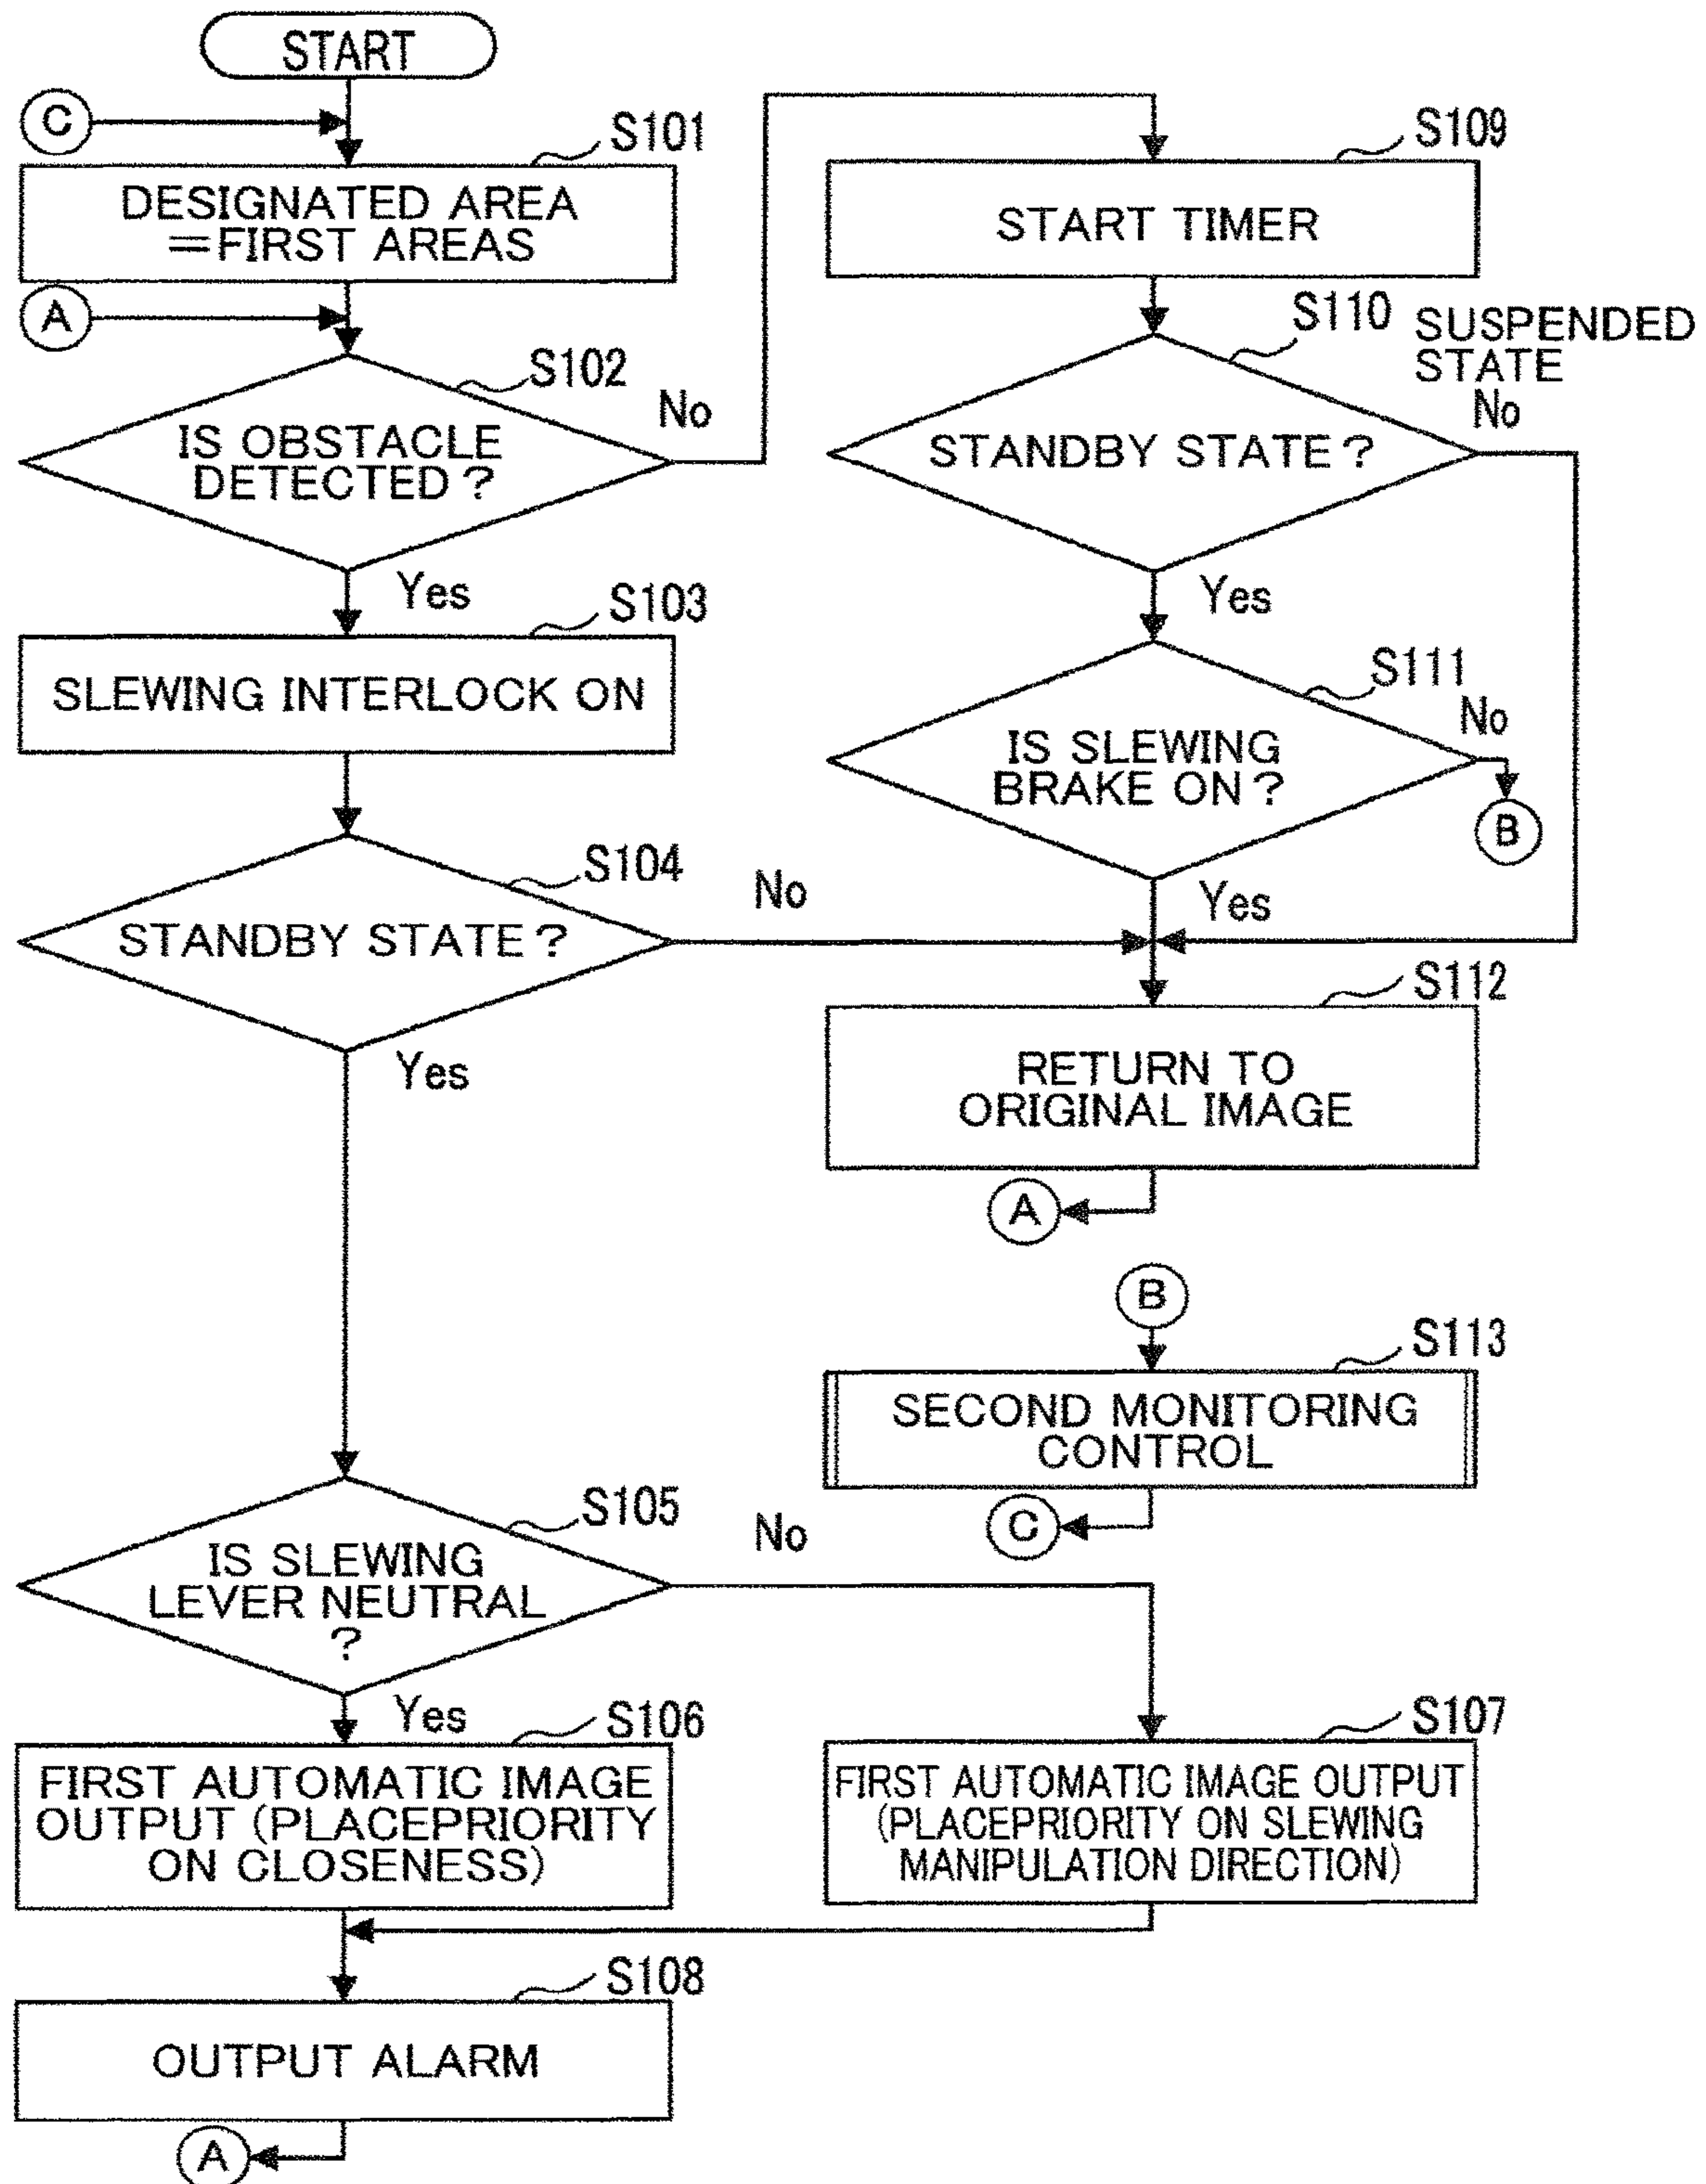 START
C
S101
DESIGNATED AREA
=FIRST AREAS
A
S102
IS OBSTACLE
DETECTED?
No
Yes
S103
SLEWING INTERLOCK ON
S104
STANDBY STATE?
No
Yes
S105
IS SLEWING
LEVER NEUTRAL
?
No
Yes
S106
FIRST AUTOMATIC IMAGE
OUTPUT (PLACEPRIORITY
ON CLOSENESS)
S107
FIRST AUTOMATIC IMAGE OUTPUT
(PLACEPRIORITY ON SLEWING
MANIPULATION DIRECTION)
S108
OUTPUT ALARM
A
S109
START TIMER
S110
SUSPENDED
STATE
No
STANDBY STATE?
Yes
S111
No
IS SLEWING
BRAKE ON?
B
Yes
S112
RETURN TO
ORIGINAL IMAGE
A
B
S113
SECOND MONITORING
CONTROL
C